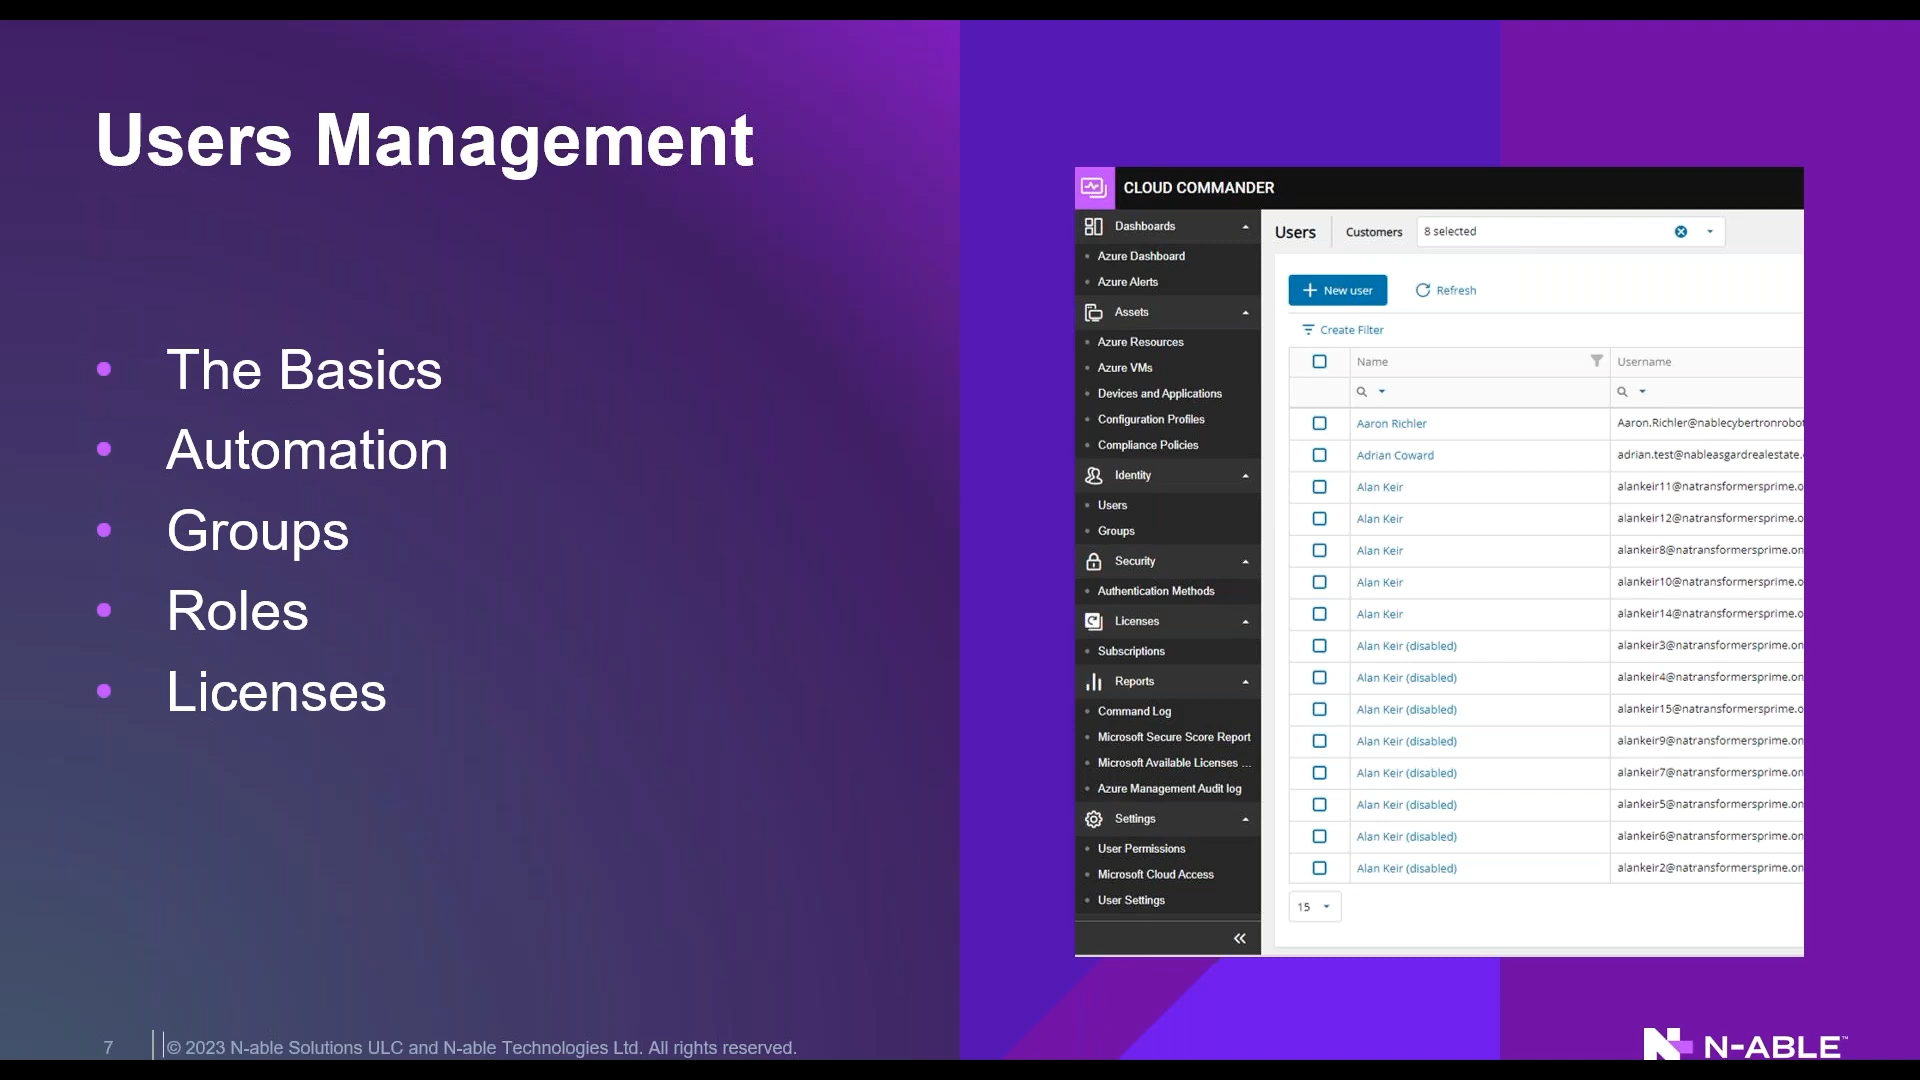 Users Management
• The Basics
• Automation
• Groups
• Roles
• Licenses
CLOUD COMMANDER
Dashboards
Azure Dashboard
Azure Alerts
Assets
Azure Resources
Azure VMs
Devices and Applications
Configuration Profiles
Compliance Policies
Identity
Users
Groups
Security
Authentication Methods
Licenses
Subscriptions
Reports
Command Log
Microsoft Secure Score Report
Microsoft Available Licenses ...
Azure Management Audit log
Settings
User Permissions
Microsoft Cloud Access
User Settings
Users Customers 8 selected
New user Refresh
Create Filter
Name Username
Aaron Richler Aaron.Richler@nablecybertronrobot
Adrian Coward adrian.test@nableasgardrealestate.
Alan Keir alankeir11@natransformersprime.o
Alan Keir alankeir12@natransformersprime.o
Alan Keir alankeir8@natransformersprime.on
Alan Keir alankeir10@natransformersprime.o
Alan Keir alankeir14@natransformersprime.o
Alan Keir (disabled) alankeir3@natransformersprime.on
Alan Keir (disabled) alankeir4@natransformersprime.on
Alan Keir (disabled) alankeir15@natransformersprime.o
Alan Keir (disabled) alankeir9@natransformersprime.on
Alan Keir (disabled) alankeir7@natransformersprime.on
Alan Keir (disabled) alankeir5@natransformersprime.on
Alan Keir (disabled) alankeir6@natransformersprime.on
Alan Keir (disabled) alankeir2@natransformersprime.on
15
7 © 2023 N-able Solutions ULC and N-able Technologies Ltd. All rights reserved.
N-ABLE™